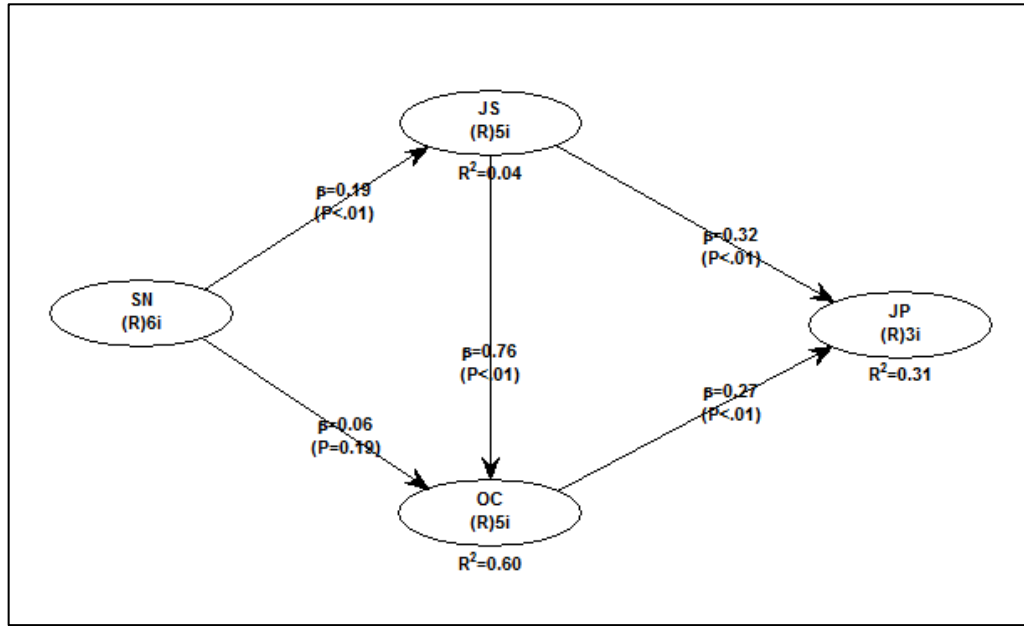 JS
(R)5i
R²=0.04
β=0.19
(P<.01)
β=0.32
(P<.01)
SN
(R)6i
JP
(R)3i
R²=0.31
β=0.76
(P<.01)
β=0.27
(P<.01)
β=0.06
(P=0.19)
OC
(R)5i
R²=0.60